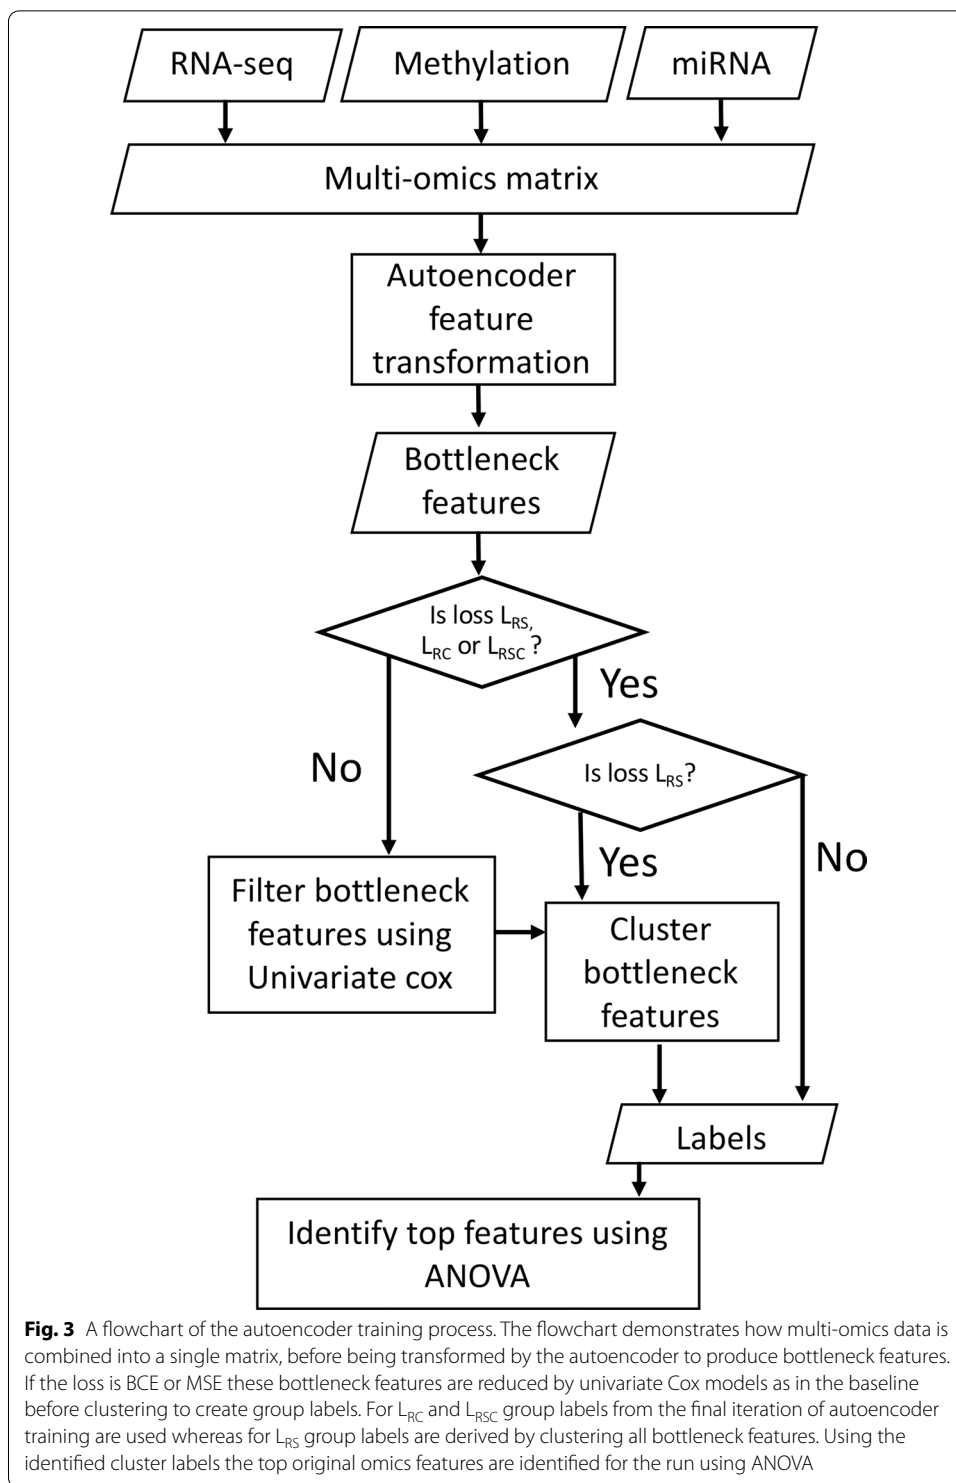 RNA-seq Methylation miRNA
Multi-omics matrix
Autoencoder
feature
transformation
Bottleneck
features
Is loss L_RS,
L_RC or L_RSC ?
Yes
No
Is loss L_RS?
Yes
No
Filter bottleneck
features using
Univariate cox
Cluster
bottleneck
features
Labels
Identify top features using
ANOVA
Fig. 3 A flowchart of the autoencoder training process. The flowchart demonstrates how multi-omics data is
combined into a single matrix, before being transformed by the autoencoder to produce bottleneck features.
If the loss is BCE or MSE these bottleneck features are reduced by univariate Cox models as in the baseline
before clustering to create group labels. For L_RC and L_RSC group labels from the final iteration of autoencoder
training are used whereas for L_RS group labels are derived by clustering all bottleneck features. Using the
identified cluster labels the top original omics features are identified for the run using ANOVA